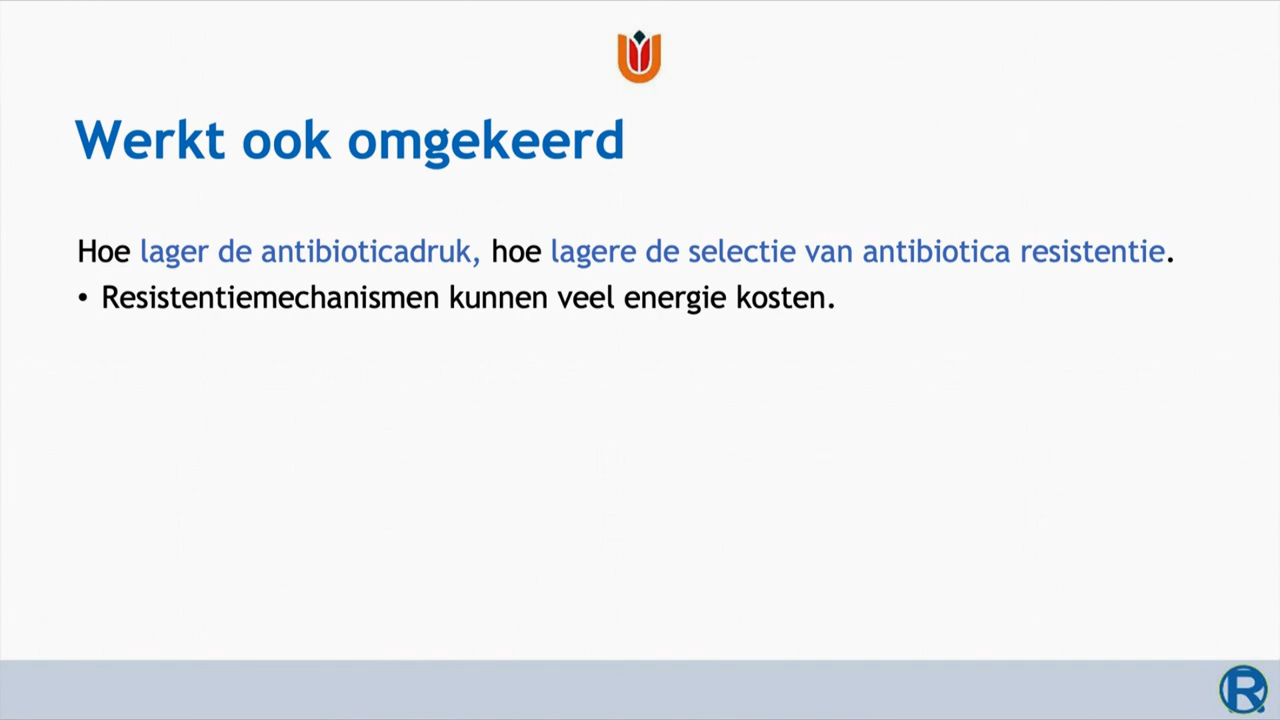 Werkt ook omgekeerd
Hoe lager de antibioticadruk, hoe lagere de selectie van antibiotica resistentie.
• Resistentiemechanismen kunnen veel energie kosten.
R